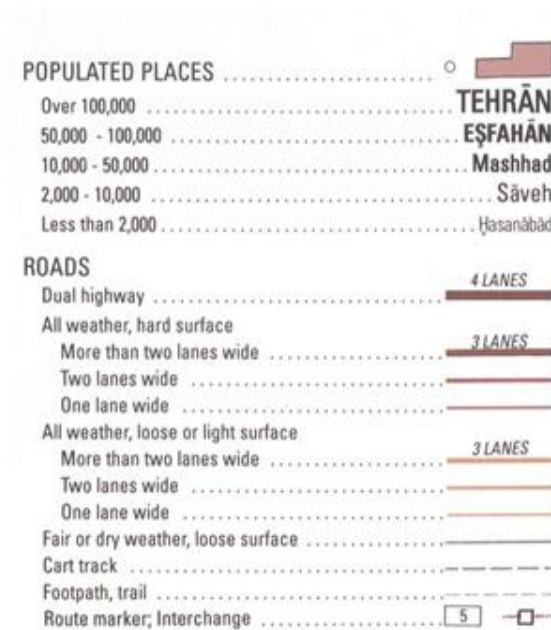 POPULATED PLACES
Over 100,000 TEHRĀN
50,000 - 100,000 EŞFAHĀN
10,000 - 50,000 Mashhad
2,000 - 10,000 Sāveh
Less than 2,000 Ḩasanābād
ROADS
4 LANES
Dual highway
All weather, hard surface
3 LANES
More than two lanes wide
Two lanes wide
One lane wide
All weather, loose or light surface
3 LANES
More than two lanes wide
Two lanes wide
One lane wide
Fair or dry weather, loose surface
Cart track
Footpath, trail
Route marker; Interchange 5